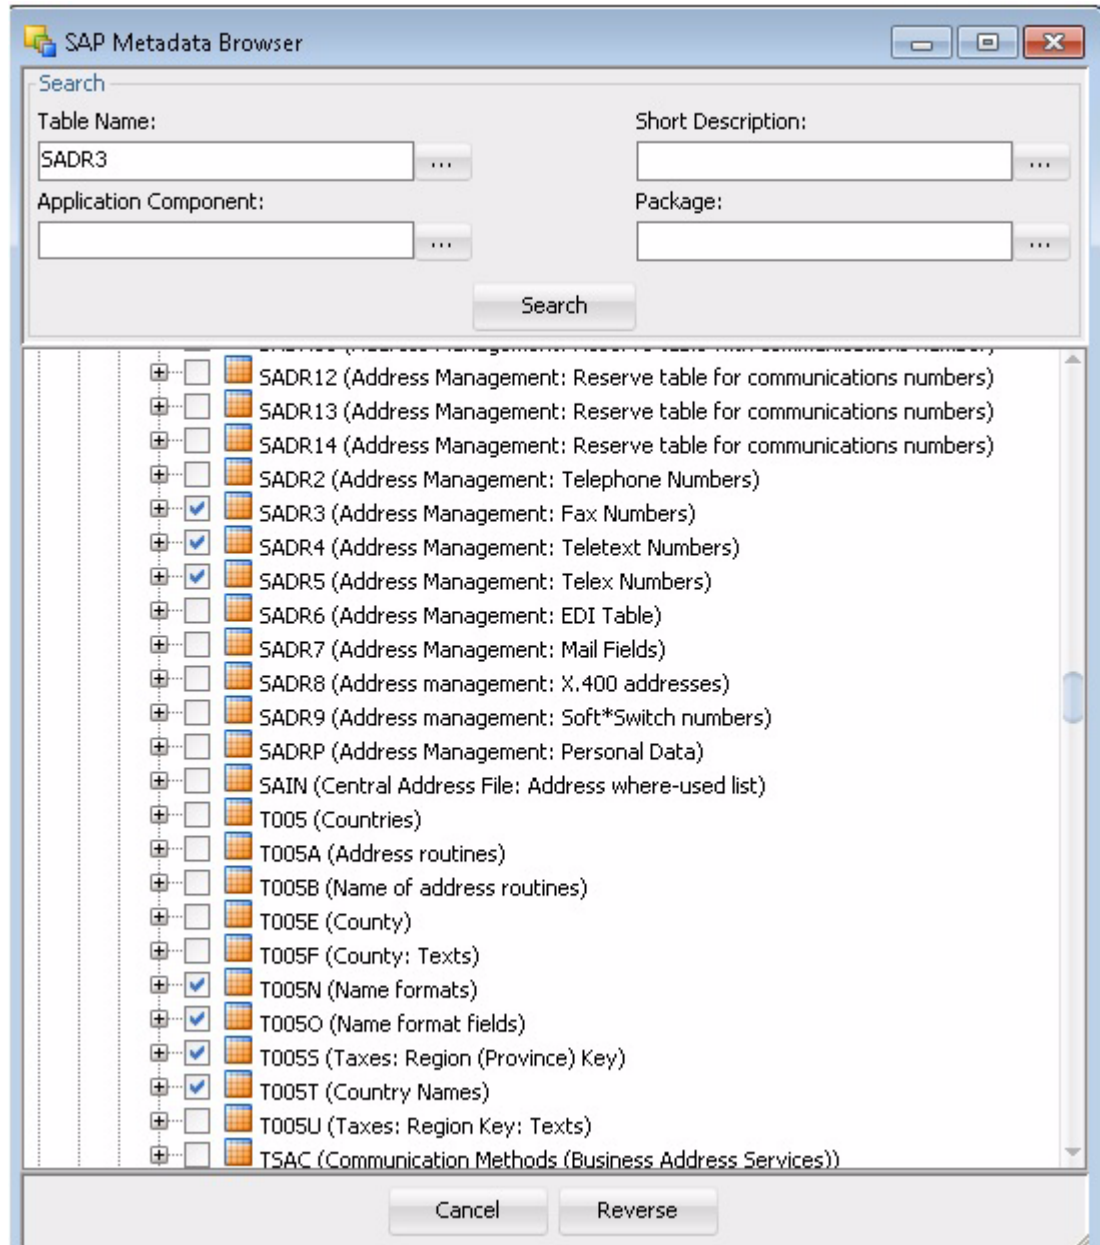 SAP Metadata Browser
Search
Table Name:
Short Description:
SADR3
...
...
Application Component:
Package:
...
...
Search
SADR12 (Address Management: Reserve table for communications numbers)
SADR13 (Address Management: Reserve table for communications numbers)
SADR14 (Address Management: Reserve table for communications numbers)
SADR2 (Address Management: Telephone Numbers)
SADR3 (Address Management: Fax Numbers)
SADR4 (Address Management: Teletext Numbers)
SADR5 (Address Management: Telex Numbers)
SADR6 (Address Management: EDI Table)
SADR7 (Address Management: Mail Fields)
SADR8 (Address management: X.400 addresses)
SADR9 (Address management: Soft*Switch numbers)
SADRP (Address Management: Personal Data)
SAIN (Central Address File: Address where-used list)
T005 (Countries)
T005A (Address routines)
T005B (Name of address routines)
T005E (County)
T005F (County: Texts)
T005N (Name formats)
T005O (Name format fields)
T005S (Taxes: Region (Province) Key)
T005T (Country Names)
T005U (Taxes: Region Key: Texts)
TSAC (Communication Methods (Business Address Services))
Cancel
Reverse